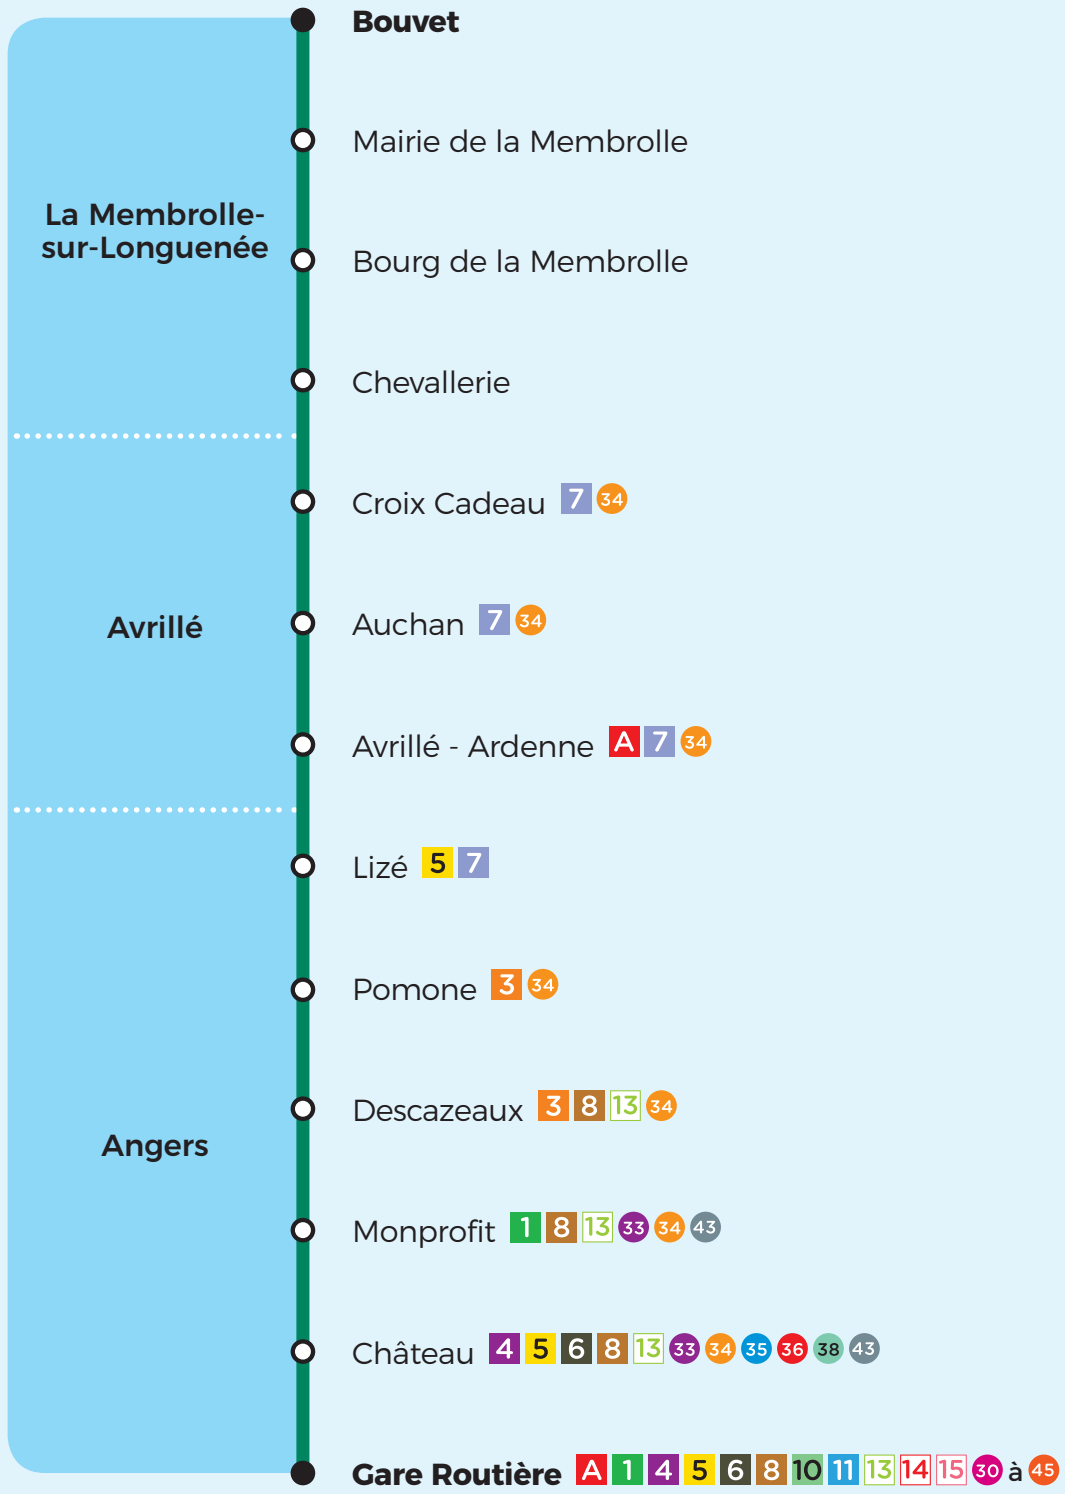 Bouvet
Mairie de la Membrolle
La Membrolle-
sur-Longuenée
Bourg de la Membrolle
Chevallerie
Croix Cadeau 7 34
Avrillé
Auchan 7 34
Avrillé - Ardenne A 7 34
Lizé 5 7
Pomone 3 34
Descazeaux 3 8 13 34
Angers
Monprofit 1 8 13 33 34 43
Château 4 5 6 8 13 33 34 35 36 38 43
Gare Routière A 1 4 5 6 8 10 11 13 14 15 30 à 45